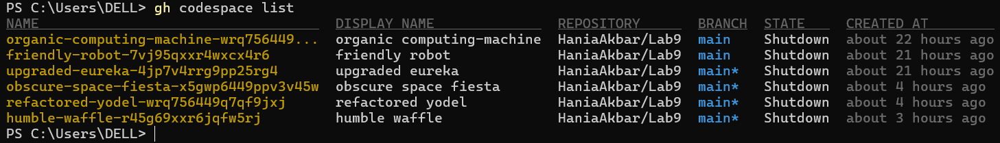 PS C:\Users\DELL> gh codespace list
NAME DISPLAY NAME REPOSITORY BRANCH STATE CREATED AT
organic-computing-machine-wrq756449... organic computing-machine HaniaAkbar/Lab9 main Shutdown about 22 hours ago
friendly-robot-7vj95qxxr4wxcx4r6 friendly robot HaniaAkbar/Lab9 main Shutdown about 21 hours ago
upgraded-eureka-4jp7v4rrg9pp25rg4 upgraded eureka HaniaAkbar/Lab9 main* Shutdown about 21 hours ago
obscure-space-fiesta-x5gwp6449ppv3v45w obscure space fiesta HaniaAkbar/Lab9 main* Shutdown about 4 hours ago
refactored-yodel-wrq756449q7qf9jxj refactored yodel HaniaAkbar/Lab9 main* Shutdown about 4 hours ago
humble-waffle-r45g69xxr6jqfw5rj humble waffle HaniaAkbar/Lab9 main* Shutdown about 3 hours ago
PS C:\Users\DELL>